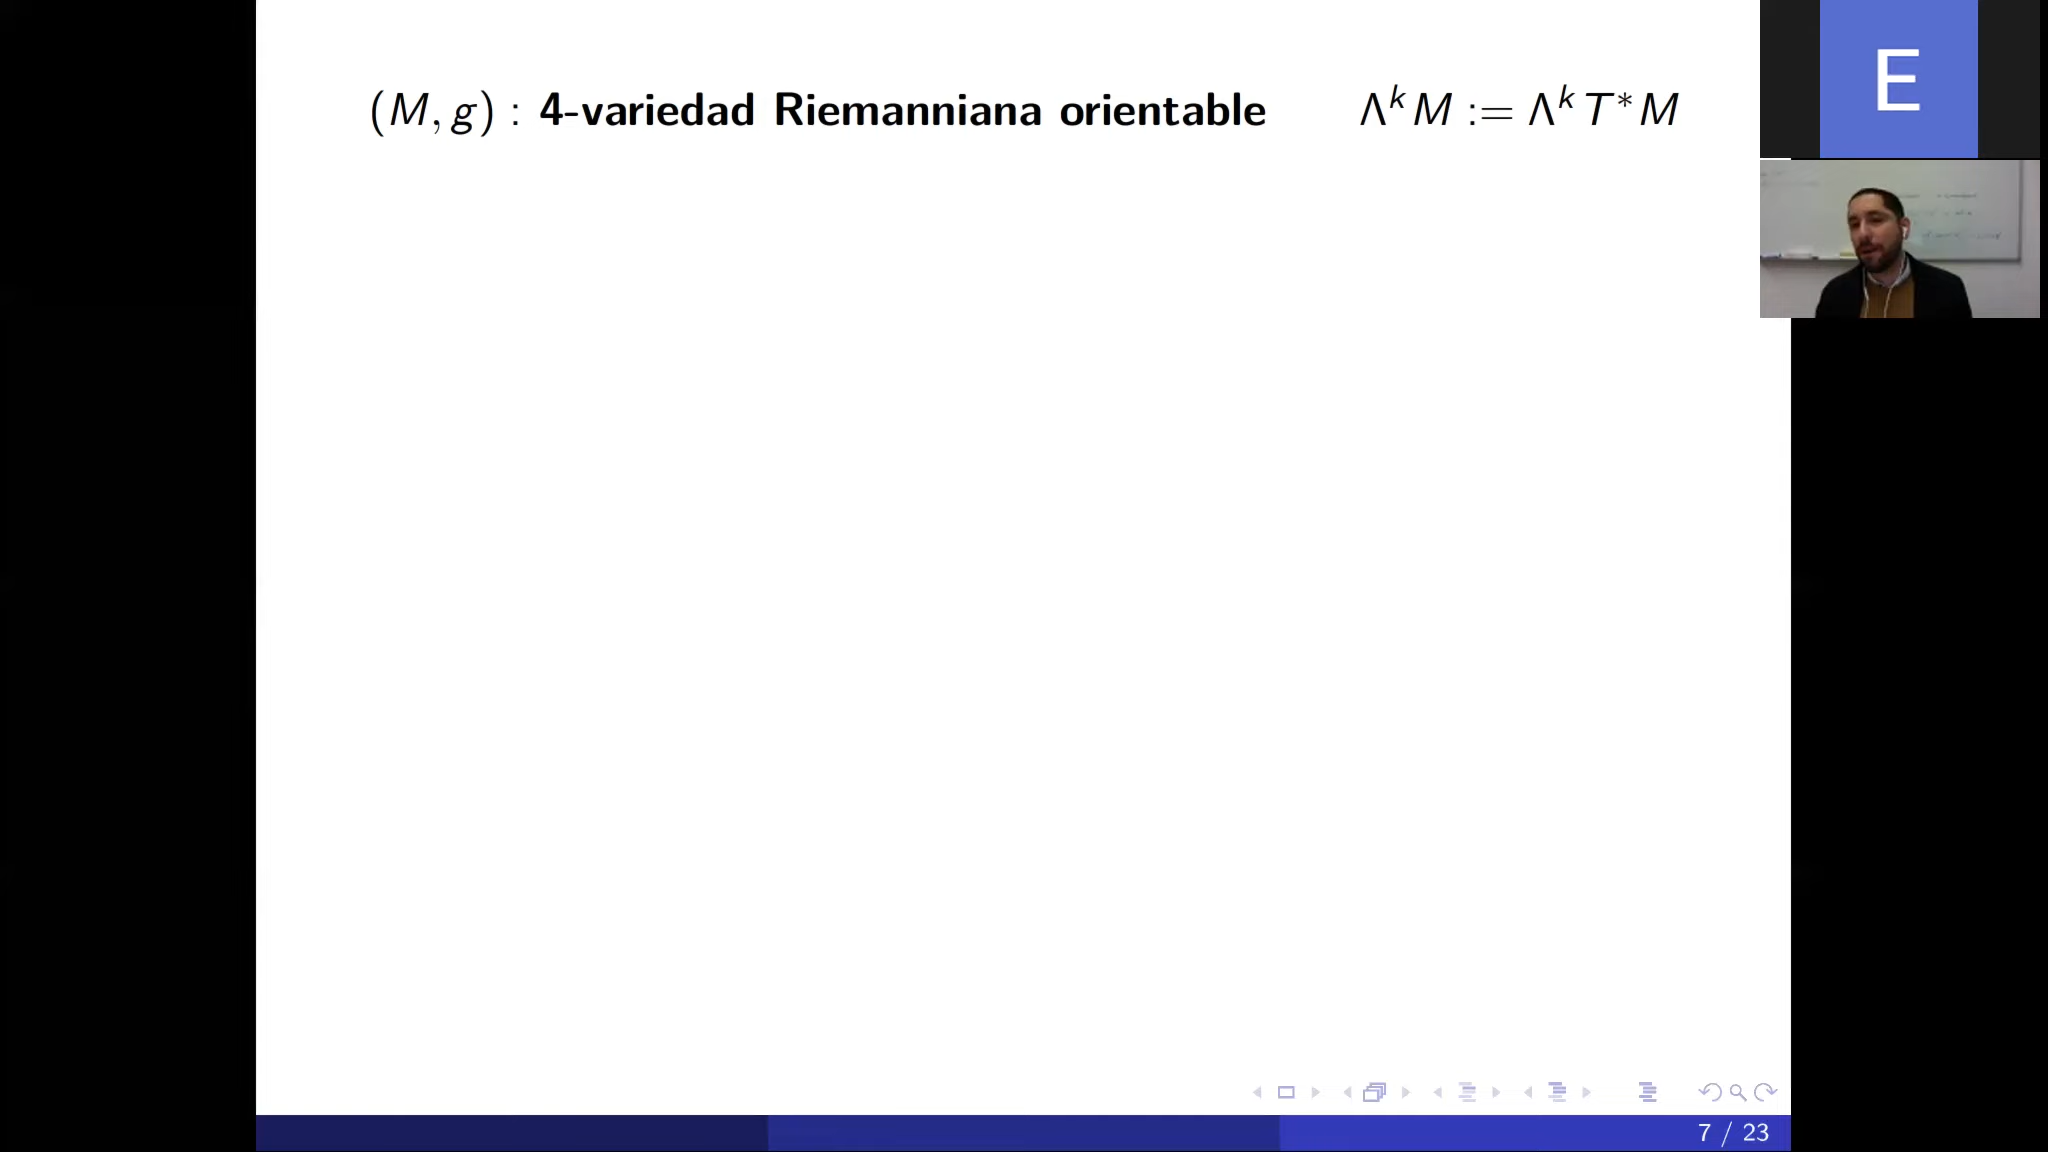 (M, g) : 4-variedad Riemanniana orientable Λ^k M := Λ^k T*M
E
7 / 23